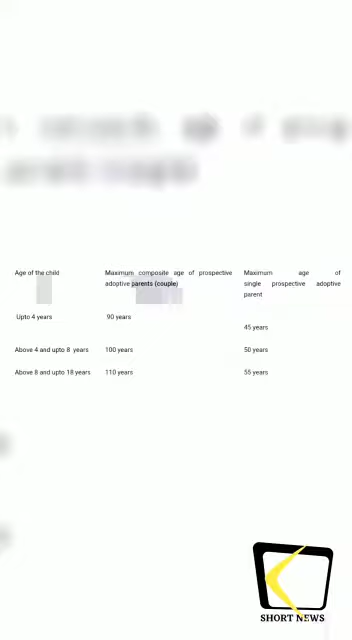 Age of the child Maximum composite age of prospective Maximum age of
adoptive parents (couple) single prospective adoptive
parent
Upto 4 years 90 years
45 years
Above 4 and upto 8 years 100 years 50 years
Above 8 and upto 18 years 110 years 55 years
SHORT NEWS